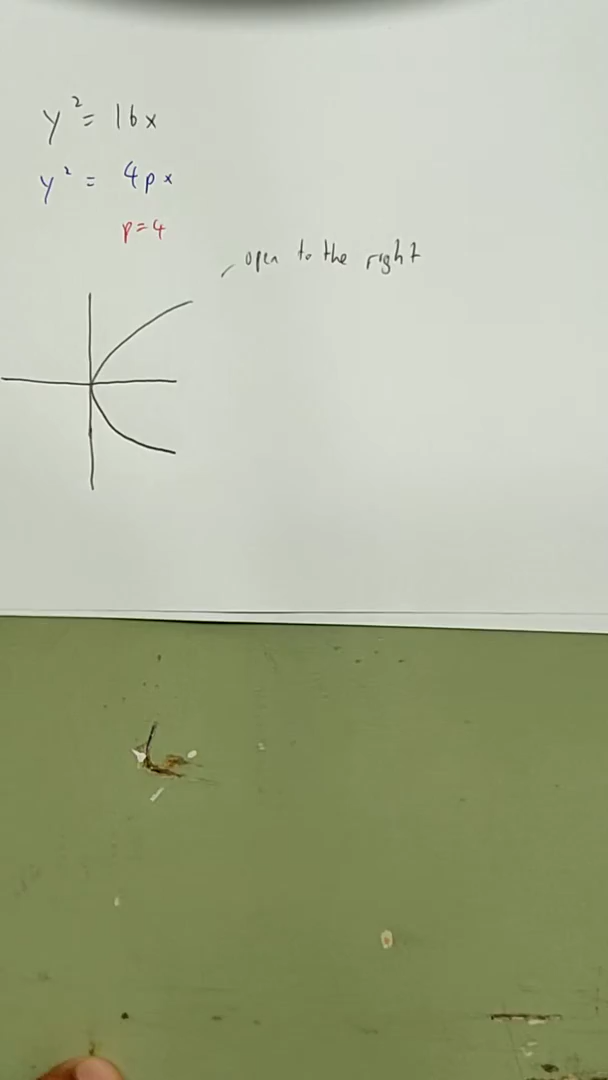 y² = 16x
y² = 4px
p=4
open to the right